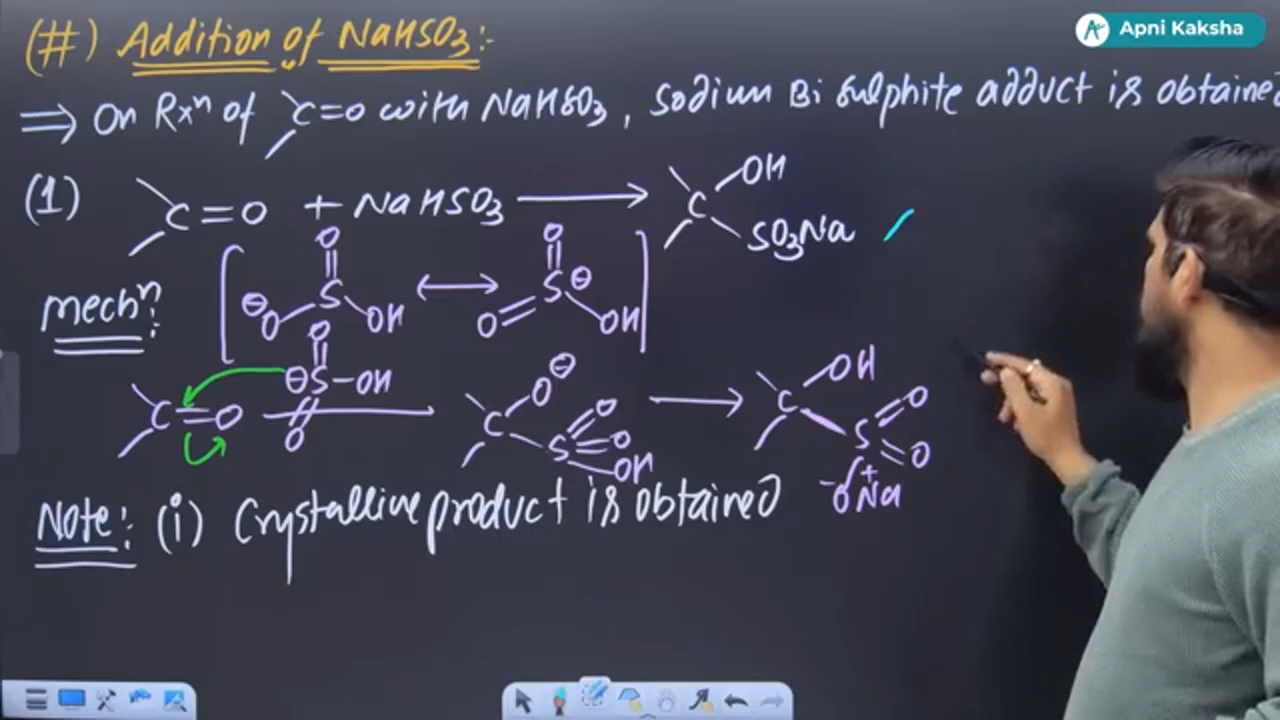 (#) Addition of NaHSO3:-
Apni Kaksha
⇒ On Rxⁿ of >C=O with NaHSO3, Sodium Bi Sulphite adduct is obtained
(1) >C=O + NaHSO3 ⟶ C OH SO3Na
Mechⁿ: [⊖O S O OH ⟷ O S⊖ O OH]
C=O ⊖S-OH O O ⟶ C O⊖ S O O OH ⟶ C OH S O O -O +Na
Note: (i) Crystalline product is obtained